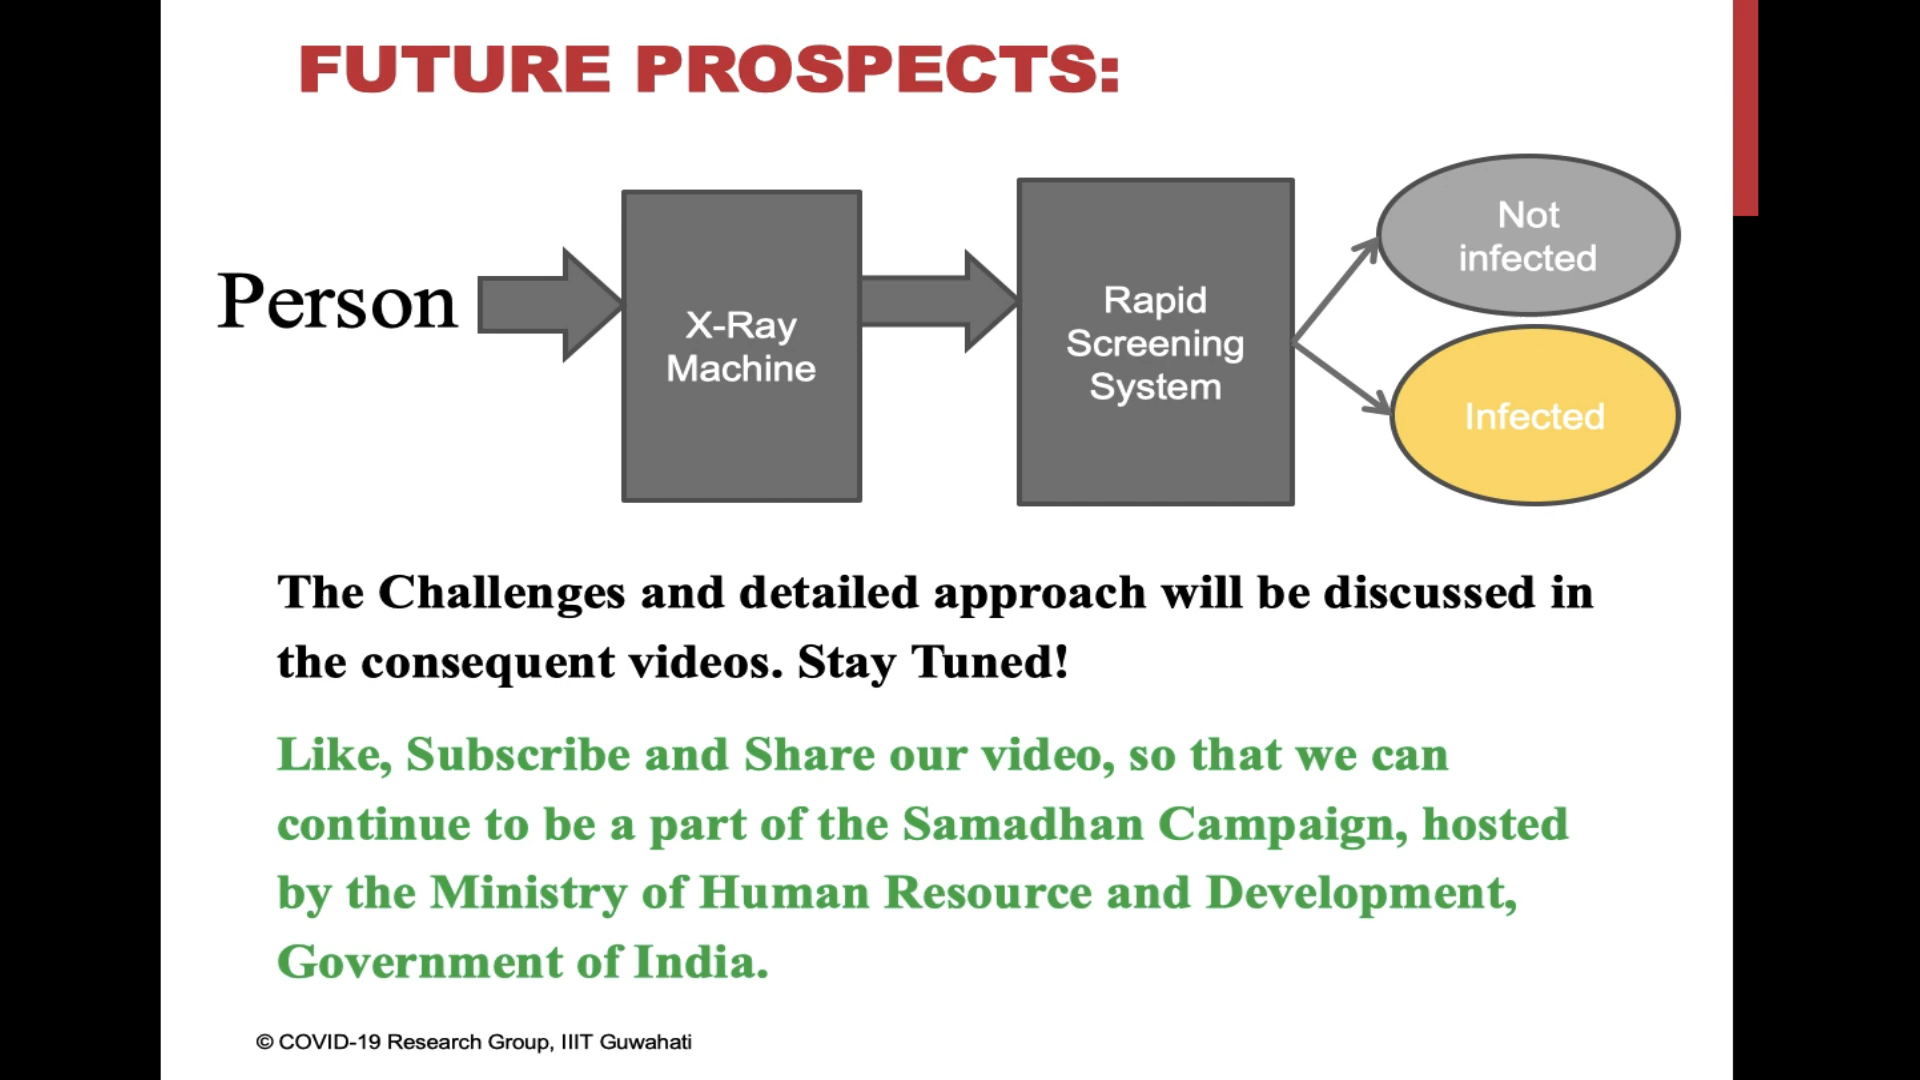 FUTURE PROSPECTS:
Person
X-Ray
Machine
Rapid
Screening
System
Not
infected
Infected
The Challenges and detailed approach will be discussed in
the consequent videos. Stay Tuned!
Like, Subscribe and Share our video, so that we can
continue to be a part of the Samadhan Campaign, hosted
by the Ministry of Human Resource and Development,
Government of India.
© COVID-19 Research Group, IIIT Guwahati